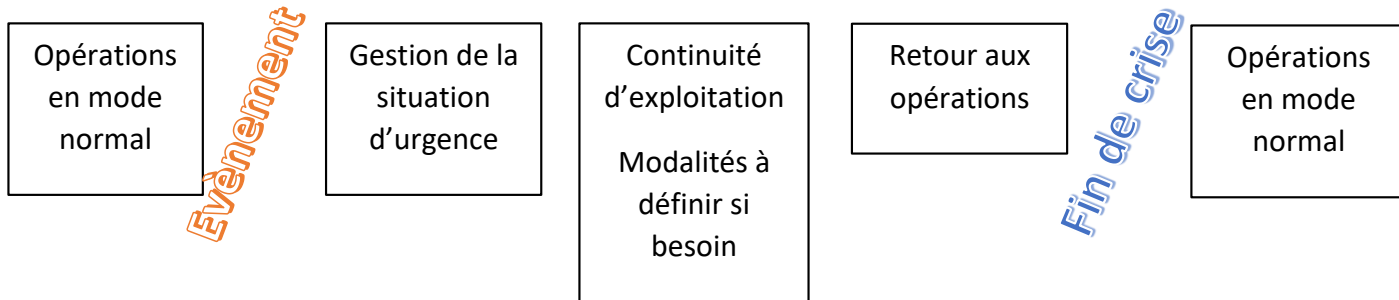 Opérations
en mode
normal
Evènement
Gestion de la
situation
d'urgence
Continuité
d'exploitation
Modalités à
définir si
besoin
Retour aux
opérations
Fin de crise
Opérations
en mode
normal